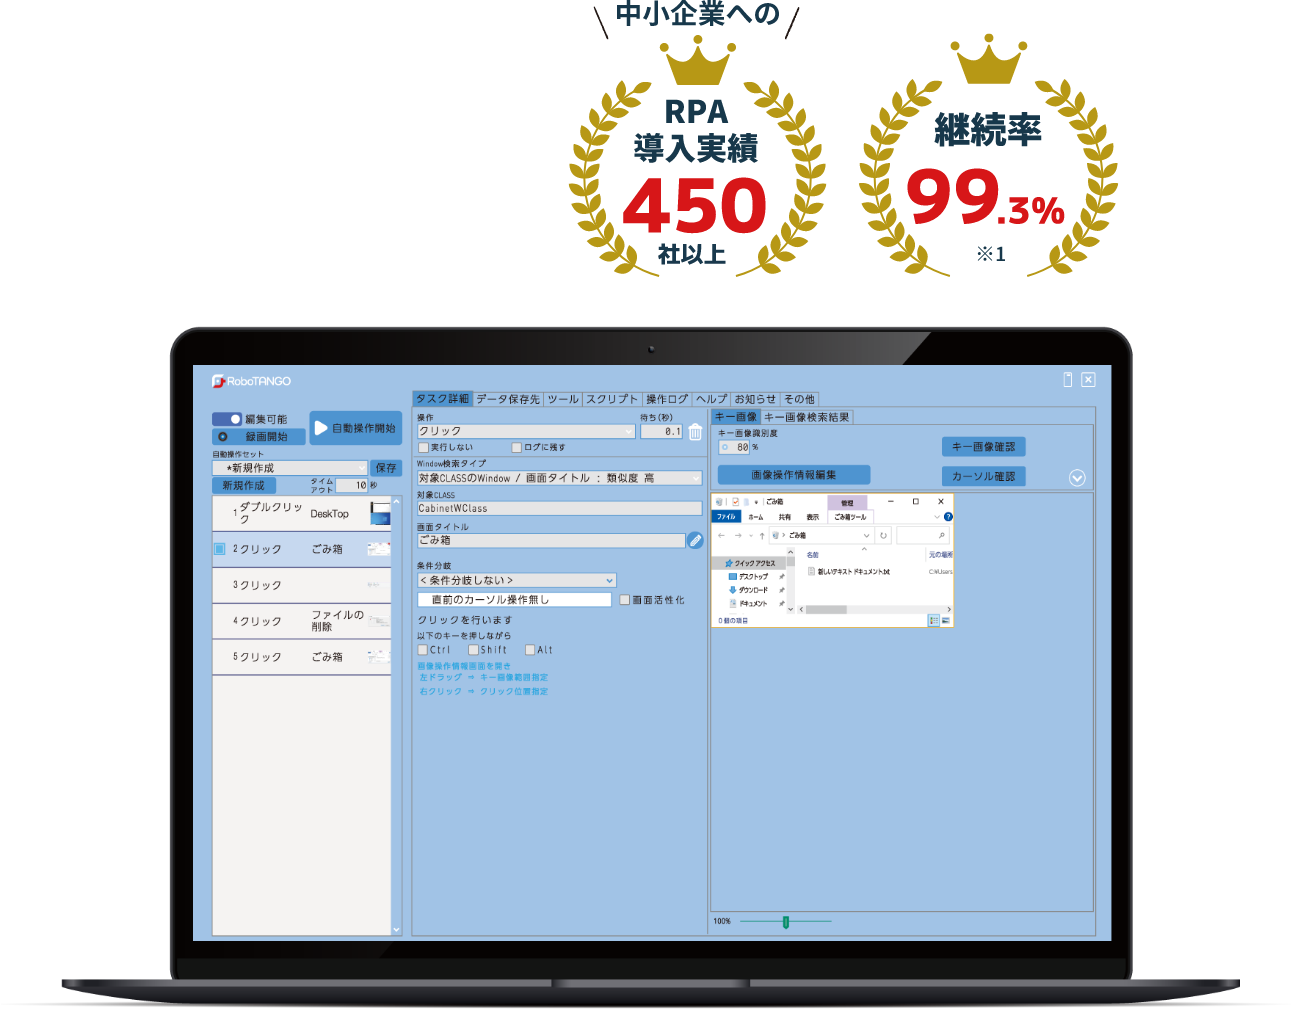 中小企業への
RPA
導入実績
450
社以上
継続率
99.3%
※1
RoboTANGO
編集可能
録画開始
自動操作開始
自動操作セット
*新規作成
保存
新規作成
タイム
アウト
10 秒
1 ダブルクリッ
ク
DeskTop
2 クリック ごみ箱
3 クリック
4 クリック ファイルの
削除
5 クリック ごみ箱
タスク詳細 データ保存先 ツール スクリプト 操作ログ ヘルプ お知らせ その他
操作
クリック
待ち(秒)
0.1
実行しない ログに残す
Window検索タイプ
対象CLASSのWindow / 画面タイトル : 類似度 高
対象CLASS
CabinetWClass
画面タイトル
ごみ箱
条件分岐
<条件分岐しない>
直前のカーソル操作無し 画面活性化
クリックを行います
以下のキーを押しながら
Ctrl Shift Alt
画像操作情報画面を開き
左ドラッグ ⇒ キー画像範囲指定
右クリック ⇒ クリック位置指定
キー画像 キー画像検索結果
キー画像識別度
80 %
キー画像確認
画像操作情報編集
カーソル確認
ごみ箱
管理
ファイル ホーム 共有 表示 ごみ箱ツール
ごみ箱
名前 元の場所
クイック アクセス
デスクトップ
ダウンロード
ドキュメント
新しいテキスト ドキュメント.txt
C:¥Users
0 個の項目
100%